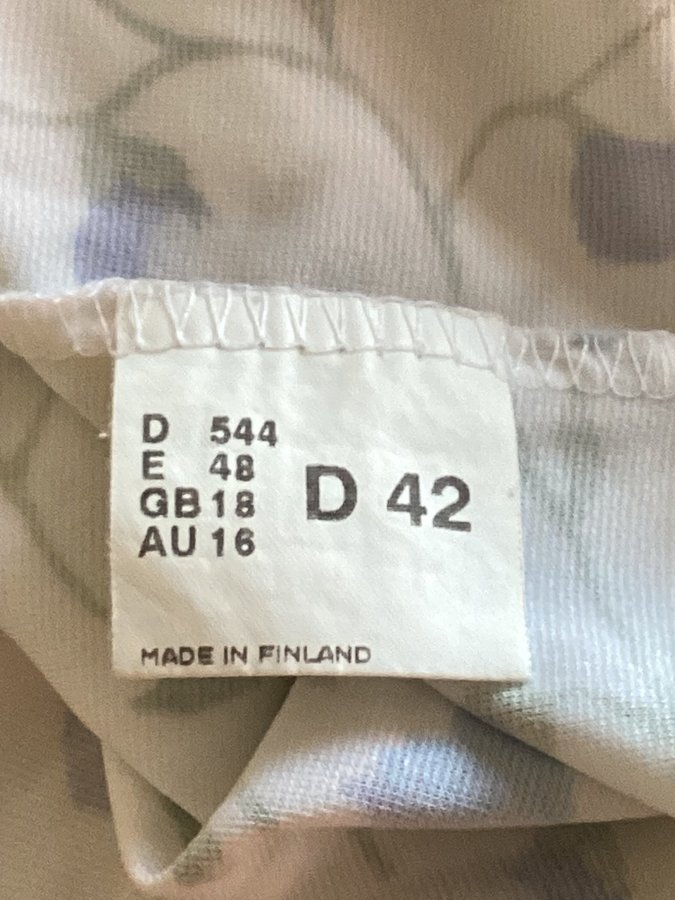 D 544
E 48
GB 18
AU 16
D 42
MADE IN FINLAND